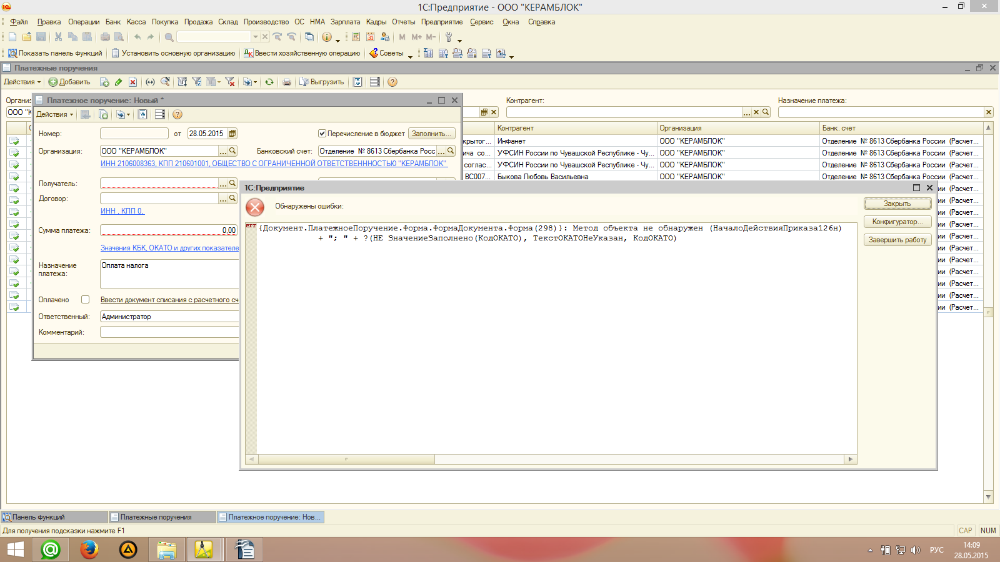 1С:Предприятие - ООО "КЕРАМБЛОК"
Файл Правка Операции Банк Касса Покупка Продажа Склад Производство ОС НМА Зарплата Кадры Отчеты Предприятие Сервис Окна Справка
M M+ M-
Показать панель функций Установить основную организацию Ввести хозяйственную операцию Советы
Платежные поручения
Действия Добавить Выгрузить
Контрагент: Назначение платежа:
Платежное поручение: Новый *
Действия
Номер: от 28.05.2015 Перечисление в бюджет Заполнить...
Организация: ООО "КЕРАМБЛОК" Банковский счет: Отделение № 8613 Сбербанка Росс
ИНН 2106008363, КПП 210601001, ОБЩЕСТВО С ОГРАНИЧЕННОЙ ОТВЕТСТВЕНННОСТЬЮ "КЕРАМБЛОК"
Получатель:
Договор:
ИНН , КПП 0,
Сумма платежа: 0,00
Значения КБК, ОКАТО и других показателе
Назначение платежа: Оплата налога
Оплачено Ввести документ списания с расчетного сч
Ответственный: Администратор
Комментарий:
Контрагент Организация Банк. счет
крытог... Инфанет ООО "КЕРАМБЛОК" Отделение № 8613 Сбербанка России (Расчет...
ича со... УФСИН России по Чувашской Республике - Чу... ООО "КЕРАМБЛОК" Отделение № 8613 Сбербанка России (Расчет...
соглас... УФСИН России по Чувашской Республике - Чу... ООО "КЕРАМБЛОК" Отделение № 8613 Сбербанка России (Расчет...
ВС007... Быкова Любовь Васильевна ООО "КЕРАМБЛОК" Отделение № 8613 Сбербанка России (Расчет...
ии (Расчет...
ии (Расчет...
ии (Расчет...
ии (Расчет...
ии (Расчет...
ии (Расчет...
ии (Расчет...
ии (Расчет...
ии (Расчет...
ии (Расчет...
ии (Расчет...
1С:Предприятие
Обнаружены ошибки:
Закрыть
Конфигуратор...
Завершить работу
err {Документ.ПлатежноеПоручение.Форма.ФормаДокумента.Форма(298)}: Метод объекта не обнаружен (НачалоДействияПриказа126н)
+ "; " + ?(НЕ ЗначениеЗаполнено(КодОКАТО), ТекстОКАТОНеУказан, КодОКАТО)
Панель функций Платежные поручения Платежное поручение: Нов...
Для получения подсказки нажмите F1 CAP NUM
РУС 14:09
28.05.2015